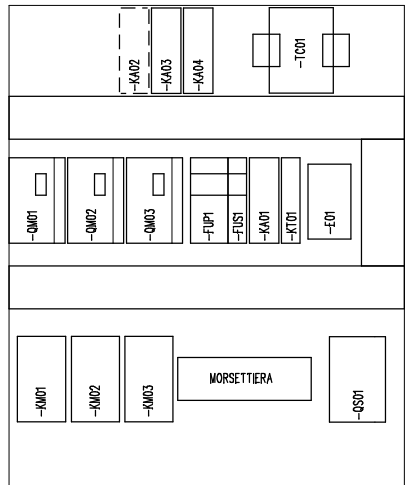 -KA02
-KA03
-KA04
-TC01
-QM01
-QM02
-QM03
-FUP1
-FUS1
-KA01
-KT01
-E01
-KM01
-KM02
-KM03
MORSETTIERA
-QS01